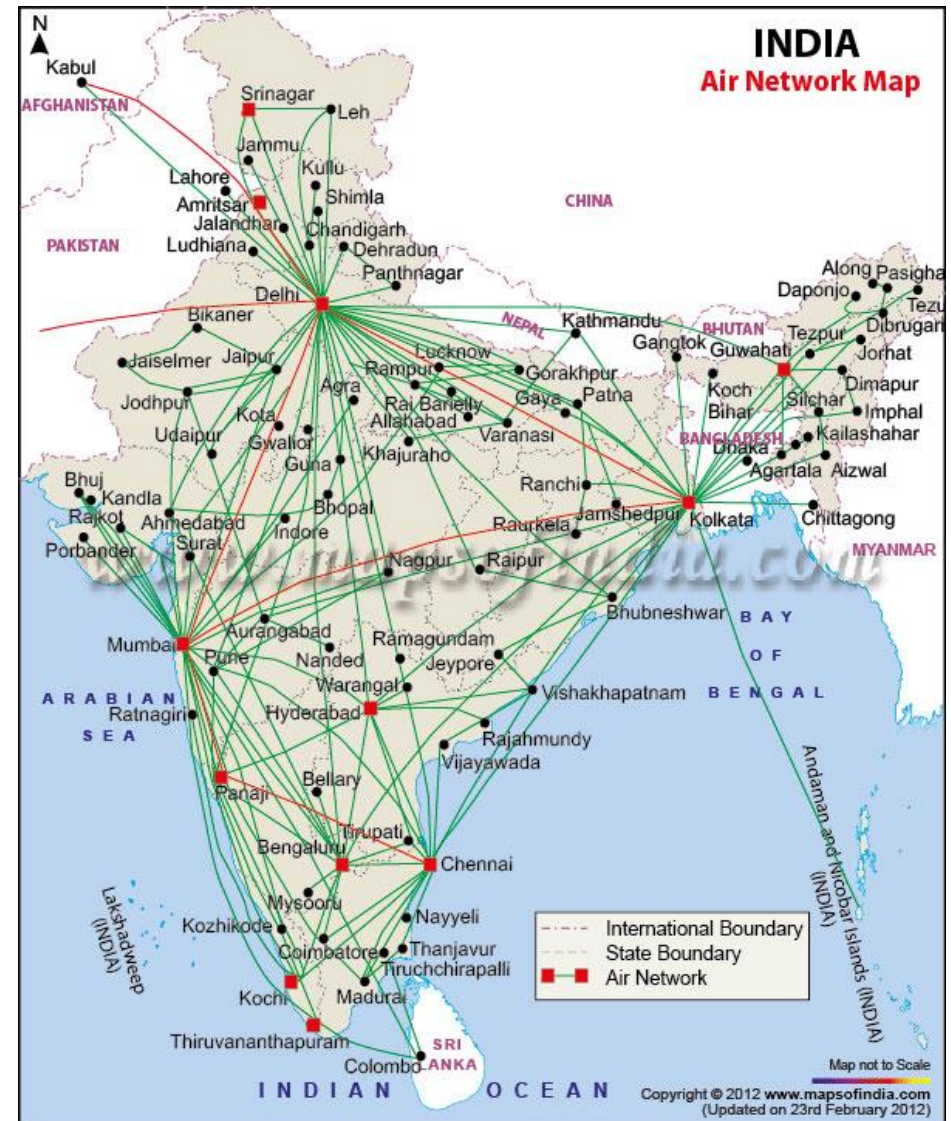 N
INDIA
Air Network Map
Kabul
AFGHANISTAN
Srinagar
Leh
Jammu
Kullu
Lahore
Shimla
Amritsar
CHINA
Jalandhar
Chandigarh
PAKISTAN
Ludhiana
Dehradun
Panthnagar
Along
Pasigha
Daponjo
Tezu
Delhi
Bikaner
NEPAL
Kathmandu
BHUTAN
Tezpur
Dibrugarh
Gangtok
Guwahati
Jorhat
Jaiselmer
Jaipur
Lucknow
Rampur
Gorakhpur
Agra
Koch
Bihar
Dimapur
Jodhpur
Kota
Rai Barielly
Gaya
Patna
Silchar
Imphal
Allahabad
Udaipur
Gwalior
Varanasi
BANGLADESH
Kailashahar
Khajuraho
Dhaka
Guna
Agartala
Aizwal
Bhuj
Kandla
Ranchi
Rajkot
Bhopal
Jamshedpur
Ahmedabad
Indore
Raurkela
Kolkata
Chittagong
Porbander
Surat
MYANMAR
www.mapsofindia.com
Nagpur
Raipur
Bhubneshwar
BAY
OF
BENGAL
Mumbai
Aurangabad
Ramagundam
Pune
Nanded
Jeypore
Warangal
Vishakhapatnam
ARABIAN
SEA
Ratnagiri
Hyderabad
Rajahmundy
Vijayawada
Panaji
Bellary
Andaman and Nicobar Islands (INDIA)
(INDIA)
Tirupati
Bengaluru
Chennai
Lakshadweep
(INDIA)
Mysooru
Nayyeli
Kozhikode
International Boundary
State Boundary
Air Network
Coimbatore
Thanjavur
Tiruchchirapalli
Kochi
Madurai
Thiruvananthapuram
SRI
LANKA
Colombo
INDIAN OCEAN
Map not to Scale
Copyright © 2012 www.mapsofindia.com
(Updated on 23rd February 2012)